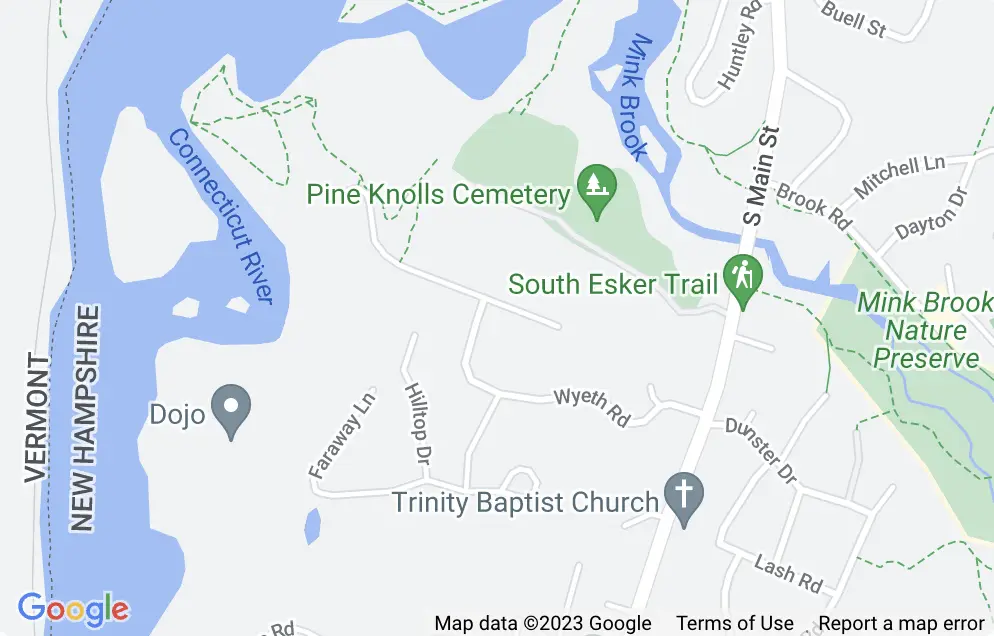 Buell St
Huntley Rd
Mink Brook
Connecticut River
S Main St
Mitchell Ln
Pine Knolls Cemetery
Brook Rd
Dayton Dr
South Esker Trail
Mink Brook
Nature
Preserve
VERMONT
NEW HAMPSHIRE
Dojo
Faraway Ln
Hilltop Dr
Wyeth Rd
Dunster Dr
Trinity Baptist Church
Lash Rd
Google
Rd
Map data ©2023 Google
Terms of Use
Report a map error